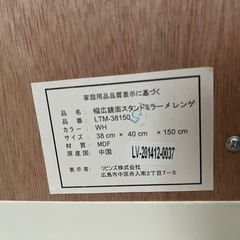 家庭用品品質表示に基づく
品名：幅広鏡面スタンドミラーメレンゲ
品番：LTM-38150
カラー：WH
サイズ：38cm × 40cm ×150cm
材質：MDF
原産国：中国
LV-201412-0037
表示者：リビンズ株式会社
広島市中区舟入南2丁目7-5